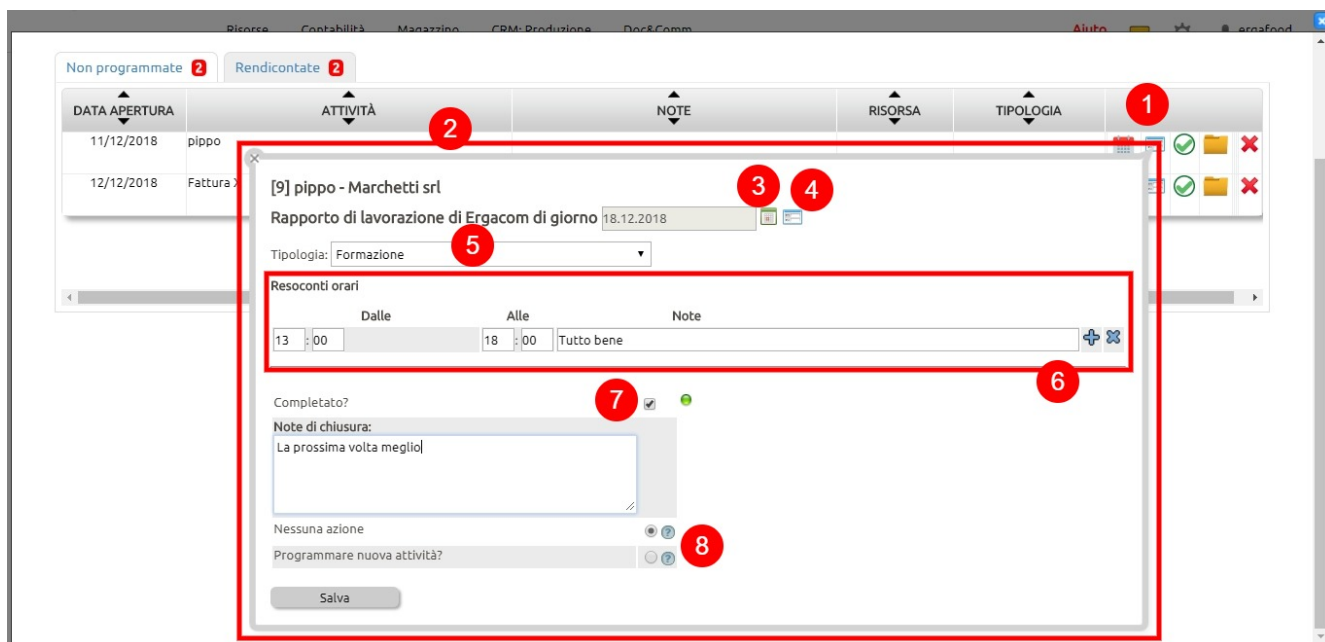 Risorse Contabilità Magazzino CRM: Produzione Doc&Comm Aiuto ergafood
Non programmate 2 Rendicontate 2
DATA APERTURA ATTIVITÀ NOTE RISORSA TIPOLOGIA 1
2
11/12/2018 pippo
12/12/2018 Fattura
[9] pippo - Marchetti srl 3 4
Rapporto di lavorazione di Ergacom di giorno 18.12.2018
5
Tipologia: Formazione
Resoconti orari
Dalle Alle Note
13 : 00 18 : 00 Tutto bene
6
Completato? 7
Note di chiusura:
La prossima volta meglio
Nessuna azione
8
Programmare nuova attività?
Salva